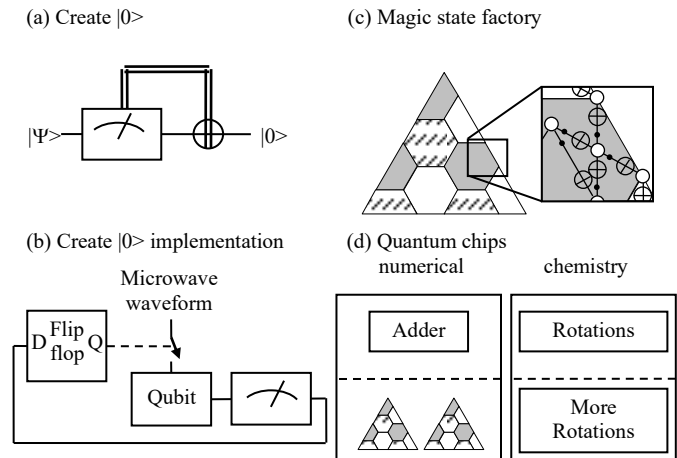 (a) Create |0>
|Ψ>
|0>
(b) Create |0> implementation
Microwave
waveform
D Flip Q
flop
Qubit
(c) Magic state factory
(d) Quantum chips
numerical
chemistry
Adder
Rotations
More
Rotations